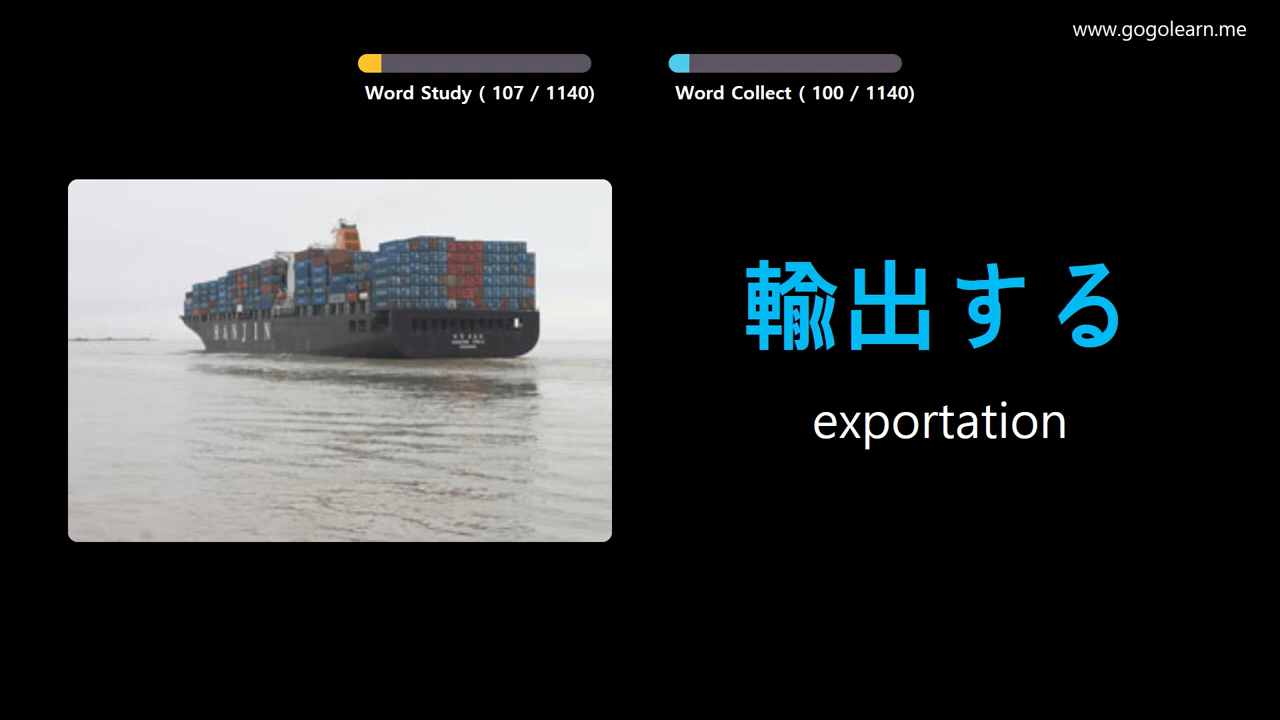 www.gogolearn.me
Word Study ( 107 / 1140)
Word Collect ( 100 / 1140)
HANJIN
輸出する
exportation